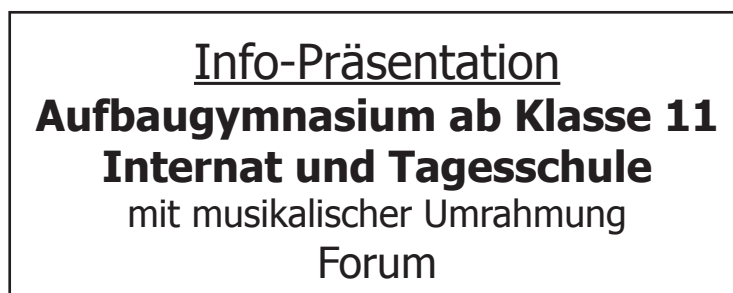 Info-Präsentation
Aufbaugymnasium ab Klasse 11
Internat und Tagesschule
mit musikalischer Umrahmung
Forum